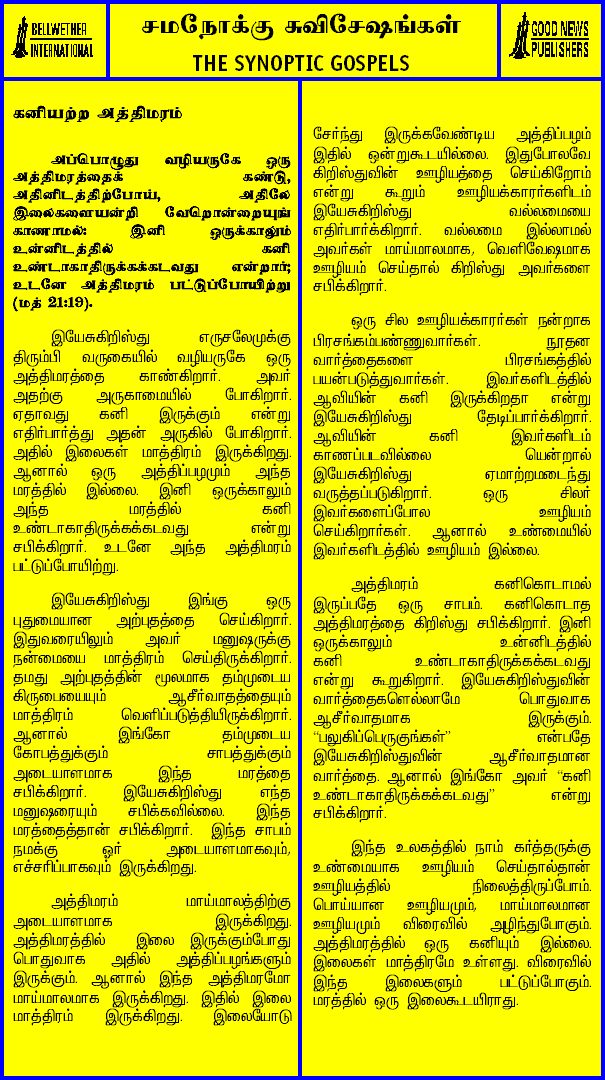 BELLWETHER
INTERNATIONAL
சமநோக்கு சுவிசேஷங்கள்
THE SYNOPTIC GOSPELS
GOOD NEWS
PUBLISHERS
கனியற்ற அத்திமரம்
அப்பொழுது வழியருகே ஒரு
அத்திமரத்தைக் கண்டு,
அதினிடத்திற்போய், அதிலே
இலைகளையன்றி வேறொன்றையுங்
காணாமல்: இனி ஒருக்காலும்
உன்னிடத்தில் கனி
உண்டாகாதிருக்கக்கடவது என்றார்;
உடனே அத்திமரம் பட்டுப்போயிற்று
(மத் 21:19).
இயேசுகிறிஸ்து எருசலேமுக்கு
திரும்பி வருகையில் வழியருகே ஒரு
அத்திமரத்தை காண்கிறார். அவர்
அதற்கு அருகாமையில் போகிறார்.
ஏதாவது கனி இருக்கும் என்று
எதிர்பார்த்து அதன் அருகில் போகிறார்.
அதில் இலைகள் மாத்திரம் இருக்கிறது.
ஆனால் ஒரு அத்திப்பழமும் அந்த
மரத்தில் இல்லை. இனி ஒருக்காலும்
அந்த மரத்தில் கனி
உண்டாகாதிருக்கக்கடவது என்று
சபிக்கிறார். உடனே அந்த அத்திமரம்
பட்டுப்போயிற்று.
இயேசுகிறிஸ்து இங்கு ஒரு
புதுமையான அற்புதத்தை செய்கிறார்.
இதுவரையிலும் அவர் மனுஷருக்கு
நன்மையை மாத்திரம் செய்திருக்கிறார்.
தமது அற்புதத்தின் மூலமாக தம்முடைய
கிருபையையும் ஆசீர்வாதத்தையும்
மாத்திரம் வெளிப்படுத்தியிருக்கிறார்.
ஆனால் இங்கோ தம்முடைய
கோபத்துக்கும் சாபத்துக்கும்
அடையாளமாக இந்த மரத்தை
சபிக்கிறார். இயேசுகிறிஸ்து எந்த
மனுஷரையும் சபிக்கவில்லை. இந்த
மரத்தைத்தான் சபிக்கிறார். இந்த சாபம்
நமக்கு ஓர் அடையாளமாகவும்,
எச்சரிப்பாகவும் இருக்கிறது.
அத்திமரம் மாய்மாலத்திற்கு
அடையாளமாக இருக்கிறது.
அத்திமரத்தில் இலை இருக்கும்போது
பொதுவாக அதில் அத்திப்பழங்களும்
இருக்கும். ஆனால் இந்த அத்திமரமோ
மாய்மாலமாக இருக்கிறது. இதில் இலை
மாத்திரம் இருக்கிறது. இலையோடு
சேர்ந்து இருக்கவேண்டிய அத்திப்பழம்
இதில் ஒன்றுகூடயில்லை. இதுபோலவே
கிறிஸ்துவின் ஊழியத்தை செய்கிறோம்
என்று கூறும் ஊழியக்காரர்களிடம்
இயேசுகிறிஸ்து வல்லமையை
எதிர்பார்க்கிறார். வல்லமை இல்லாமல்
அவர்கள் மாய்மாலமாக, வெளிவேஷமாக
ஊழியம் செய்தால் கிறிஸ்து அவர்களை
சபிக்கிறார்.
ஒரு சில ஊழியக்காரர்கள் நன்றாக
பிரசங்கம்பண்ணுவார்கள். நூதன
வார்த்தைகளை பிரசங்கத்தில்
பயன்படுத்துவார்கள். இவர்களிடத்தில்
ஆவியின் கனி இருக்கிறதா என்று
இயேசுகிறிஸ்து தேடிப்பார்க்கிறார்.
ஆவியின் கனி இவர்களிடம்
காணப்படவில்லை யென்றால்
இயேசுகிறிஸ்து ஏமாற்றமடைந்து
வருத்தப்படுகிறார். ஒரு சிலர்
இவர்களைப்போல ஊழியம்
செய்கிறார்கள். ஆனால் உண்மையில்
இவர்களிடத்தில் ஊழியம் இல்லை.
அத்திமரம் கனிகொடாமல்
இருப்பதே ஒரு சாபம். கனிகொடாத
அத்திமரத்தை கிறிஸ்து சபிக்கிறார். இனி
ஒருக்காலும் உன்னிடத்தில்
கனி உண்டாகாதிருக்கக்கடவது
என்று கூறுகிறார். இயேசுகிறிஸ்துவின்
வார்த்தைகளெல்லாமே பொதுவாக
ஆசீர்வாதமாக இருக்கும்.
“பலுகிப்பெருகுங்கள்” என்பதே
இயேசுகிறிஸ்துவின் ஆசீர்வாதமான
வார்த்தை. ஆனால் இங்கோ அவர் “கனி
உண்டாகாதிருக்கக்கடவது” என்று
சபிக்கிறார்.
இந்த உலகத்தில் நாம் கர்த்தருக்கு
உண்மையாக ஊழியம் செய்தால்தான்
ஊழியத்தில் நிலைத்திருப்போம்.
பொய்யான ஊழியமும், மாய்மாலமான
ஊழியமும் விரைவில் அழிந்துபோகும்.
அத்திமரத்தில் ஒரு கனியும் இல்லை.
இலைகள் மாத்திரமே உள்ளது. விரைவில்
இந்த இலைகளும் பட்டுப்போகும்.
மரத்தில் ஒரு இலைகூடயிராது.